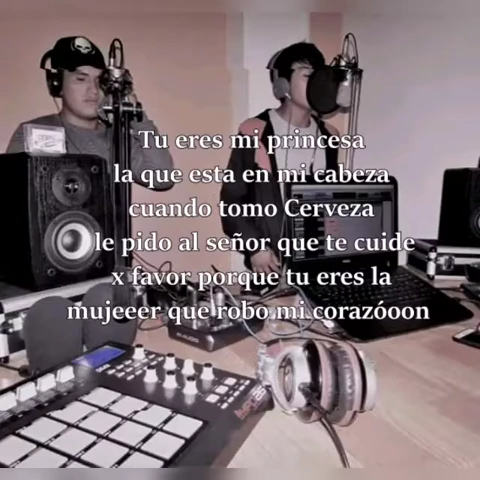 Tu eres mi princesa
la que esta en mi cabeza
cuando tomo Cerveza
le pido al señor que te cuide
x favor porque tu eres la
mujeeer que robo mi corazóoon